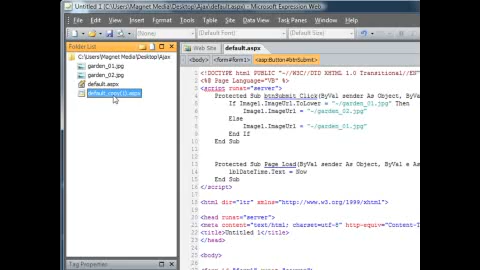 Untitled 1 (C:\Users\Magnet Media\Desktop\Ajax\default.aspx) - Microsoft Expression Web
Insert Format Tools Table Site Data View Task Panes Window Help
(None)
Folder List
Web Site default.aspx
C:\Users\Magnet Media\Desktop\Ajax
garden_01.jpg
garden_02.jpg
default.aspx
default_copy(1).aspx
<body> <form#form1> <asp:Button#btnSubmit>
<!DOCTYPE html PUBLIC "-//W3C//DTD XHTML 1.0 Transitional//EN"
<%@ Page Language="VB" %>
<script runat="server">
Protected Sub btnSubmit_Click(ByVal sender As Object, ByVal
If Image1.ImageUrl.ToLower = "~/garden_01.jpg" Then
Image1.ImageUrl = "~/garden_02.jpg"
Else
Image1.ImageUrl = "~/garden_01.jpg"
End If
End Sub
Protected Sub Page_Load(ByVal sender As Object, ByVal e As
lblDateTime.Text = Now
End Sub
</script>
<html dir="ltr" xmlns="http://www.w3.org/1999/xhtml">
<head runat="server">
<meta content="text/html; charset=utf-8" http-equiv="Content-T
<title>Untitled 1</title>
</head>
<body>
Tag Properties